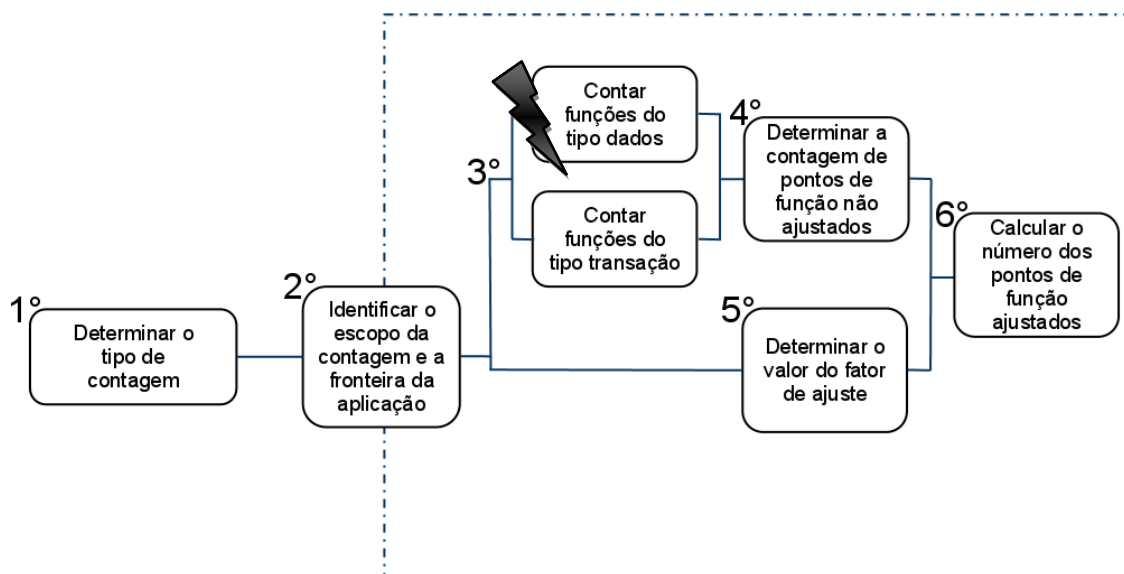 1°
Determinar o
tipo de
contagem
2°
Identificar o
escopo da
contagem e a
fronteira da
aplicação
3°
Contar
funções do
tipo dados
Contar
funções do
tipo transação
4°
Determinar a
contagem de
pontos de
função não
ajustados
5°
Determinar o
valor do fator
de ajuste
6°
Calcular o
número dos
pontos de
função
ajustados